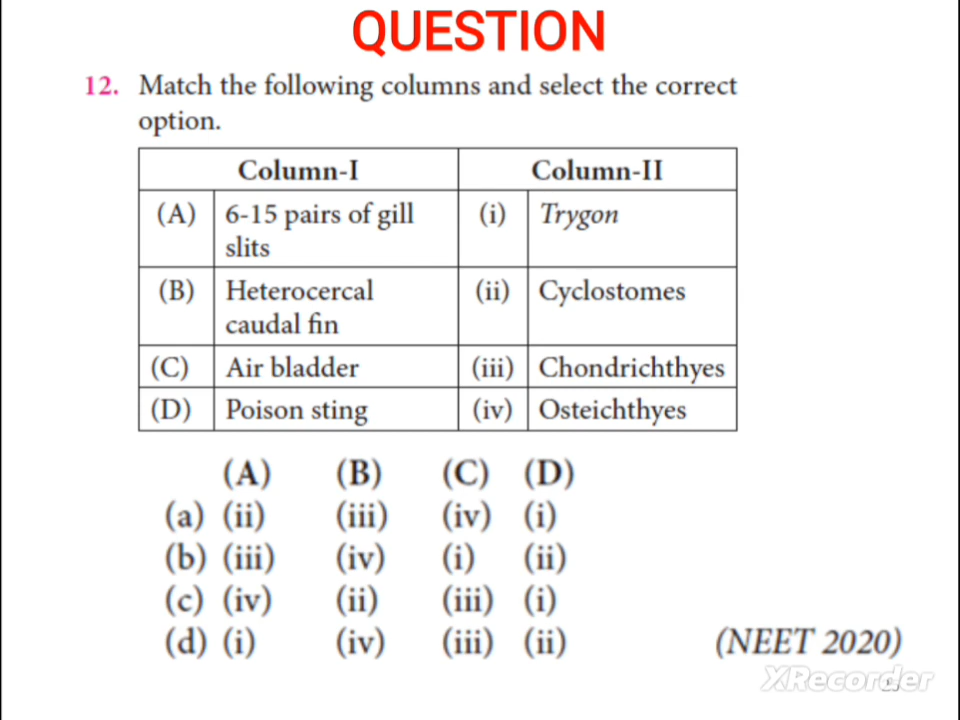 QUESTION
12. Match the following columns and select the correct
option.
Column-I Column-II
(A) 6-15 pairs of gill slits (i) Trygon
(B) Heterocercal caudal fin (ii) Cyclostomes
(C) Air bladder (iii) Chondrichthyes
(D) Poison sting (iv) Osteichthyes
(A) (B) (C) (D)
(a) (ii) (iii) (iv) (i)
(b) (iii) (iv) (i) (ii)
(c) (iv) (ii) (iii) (i)
(d) (i) (iv) (iii) (ii) (NEET 2020)
XRecorder